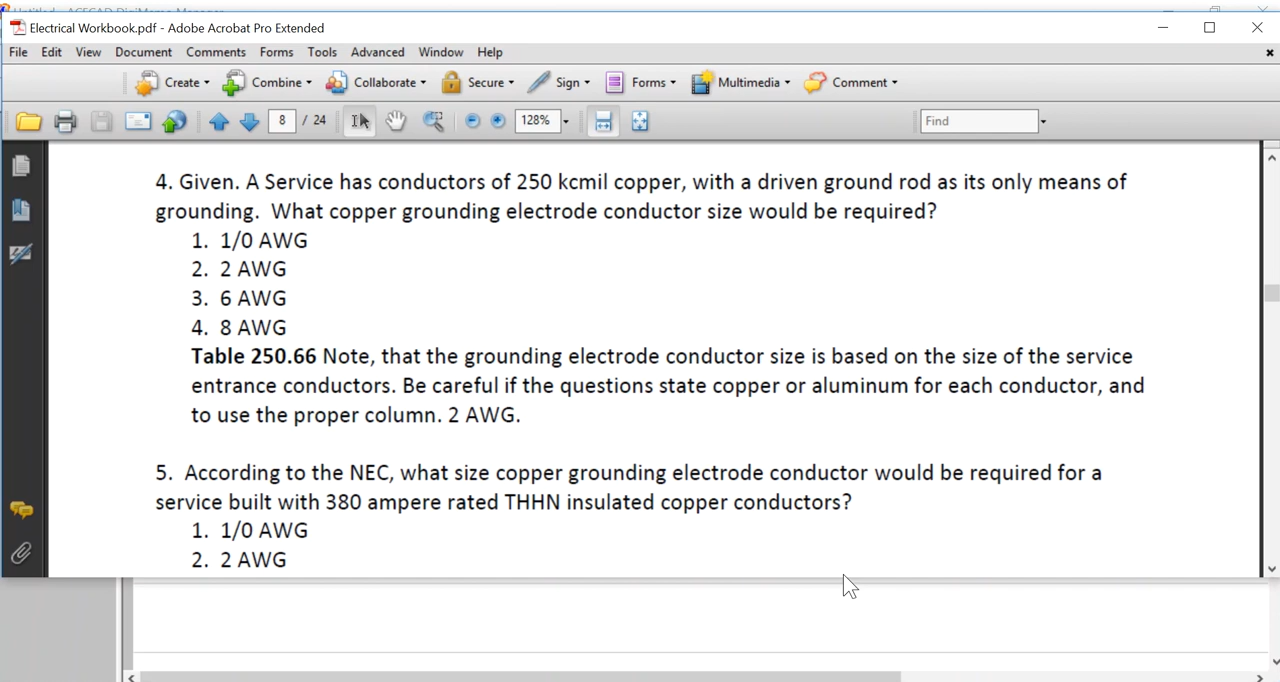 Electrical Workbook.pdf - Adobe Acrobat Pro Extended
File Edit View Document Comments Forms Tools Advanced Window Help
Create Combine Collaborate Secure Sign Forms Multimedia Comment
8 / 24 128% Find
4. Given. A Service has conductors of 250 kcmil copper, with a driven ground rod as its only means of
grounding. What copper grounding electrode conductor size would be required?
1. 1/0 AWG
2. 2 AWG
3. 6 AWG
4. 8 AWG
Table 250.66 Note, that the grounding electrode conductor size is based on the size of the service
entrance conductors. Be careful if the questions state copper or aluminum for each conductor, and
to use the proper column. 2 AWG.
5. According to the NEC, what size copper grounding electrode conductor would be required for a
service built with 380 ampere rated THHN insulated copper conductors?
1. 1/0 AWG
2. 2 AWG